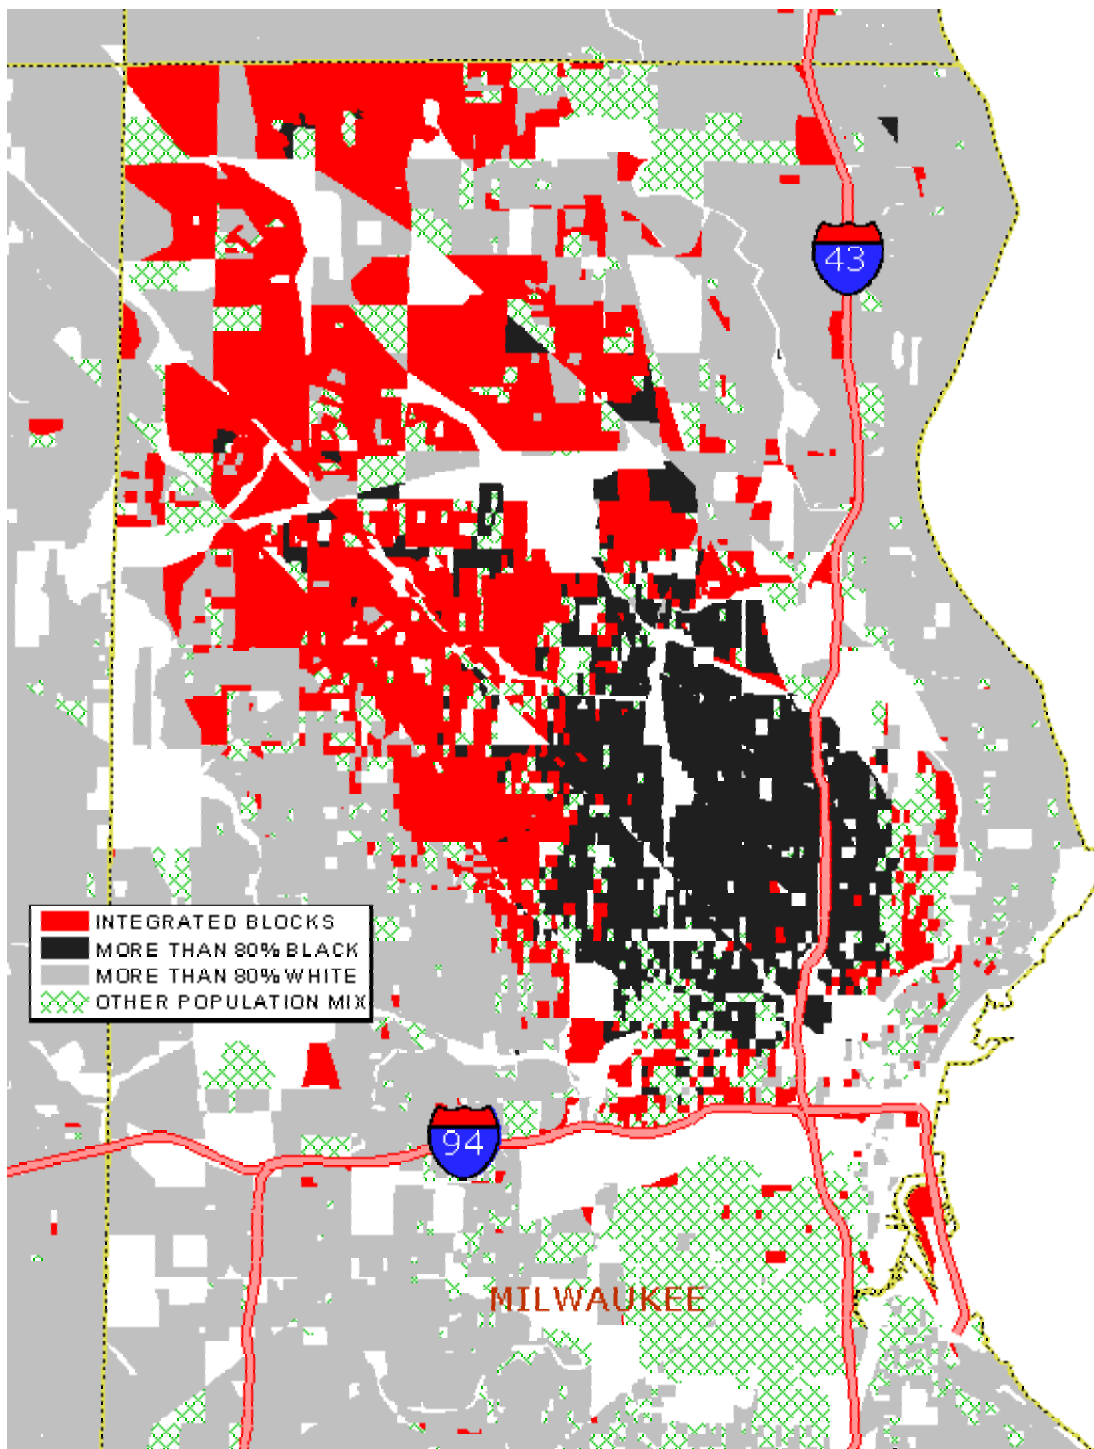 43
INTEGRATED BLOCKS
MORE THAN 80% BLACK
MORE THAN 80% WHITE
OTHER POPULATION MIX
94
MILWAUKEE